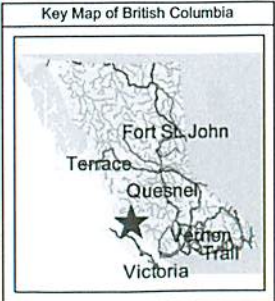 Key Map of British Columbia
Fort St. John
Terrace
Quesnel
Vernon
Trail
Victoria